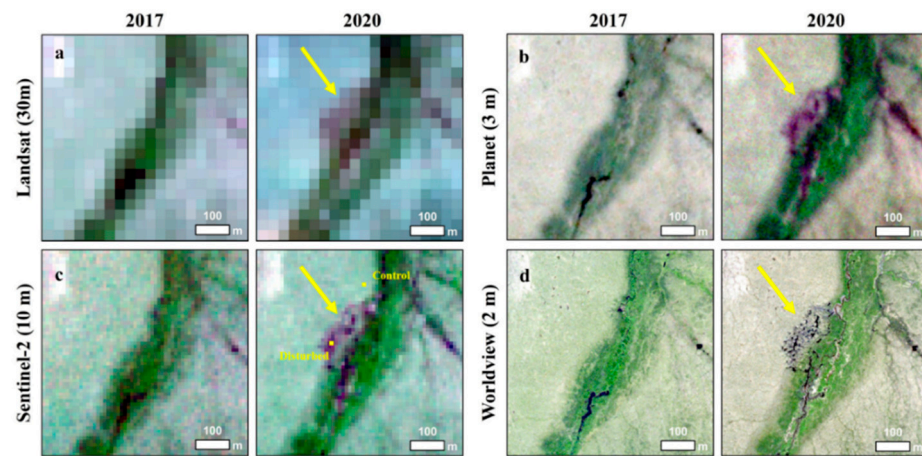 2017 2020 2017 2020
Landsat (30m)
a
100 m
100 m
Planet (3 m)
b
100 m
100 m
Sentinel-2 (10 m)
c
100 m
Control
Disturbed
100 m
Worldview (2 m)
d
100 m
100 m